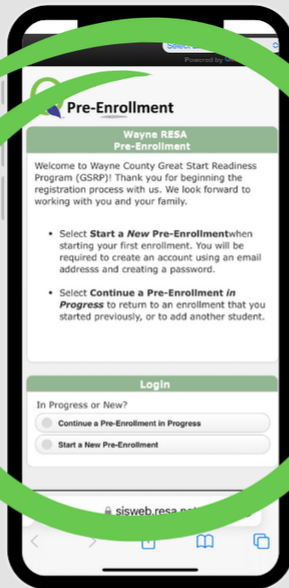 Powered by
Pre-Enrollment
Wayne RESA
Pre-Enrollment
Welcome to Wayne County Great Start Readiness
Program (GSRP)! Thank you for beginning the
registration process with us. We look forward to
working with you and your family.
• Select Start a New Pre-Enrollmentwhen
starting your first enrollment. You will be
required to create an account using an email
addresss and creating a password.
• Select Continue a Pre-Enrollment in
Progress to return to an enrollment that you
started previously, or to add another student.
Login
In Progress or New?
Continue a Pre-Enrollment in Progress
Start a New Pre-Enrollment
sisweb.resa.net